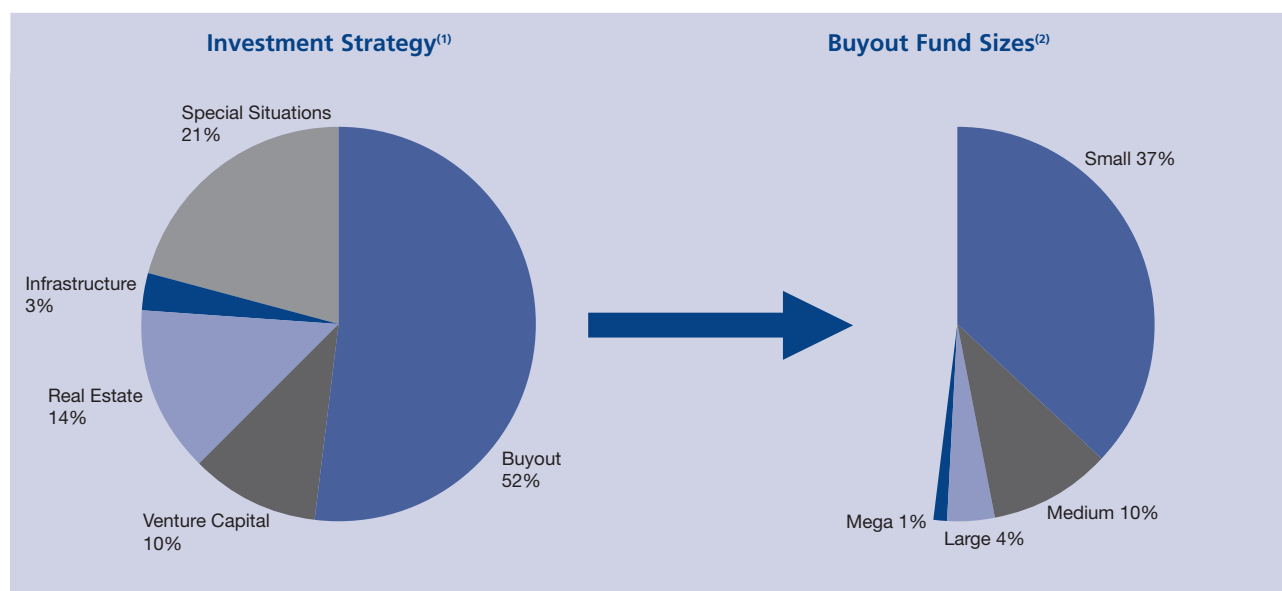 Investment Strategy(1)
Special Situations
21%
Infrastructure
3%
Real Estate
14%
Venture Capital
10%
Buyout
52%
Buyout Fund Sizes(2)
Small 37%
Medium 10%
Large 4%
Mega 1%